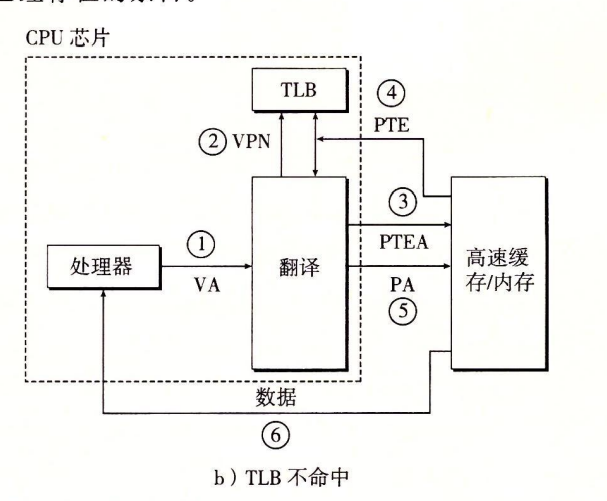 CPU 芯片
TLB
④
② VPN
PTE
③
①
PTEA
处理器
翻译
高速缓
存/内存
VA
PA
⑤
数据
⑥
b）TLB 不命中